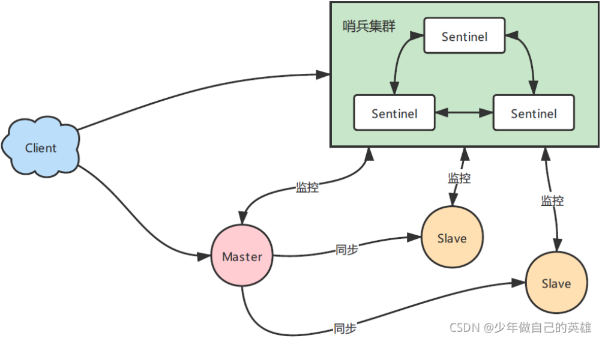 哨兵集群
Sentinel
Sentinel
Sentinel
Client
监控
监控
监控
Master
同步
Slave
Slave
同步
CSDN @少年做自己的英雄